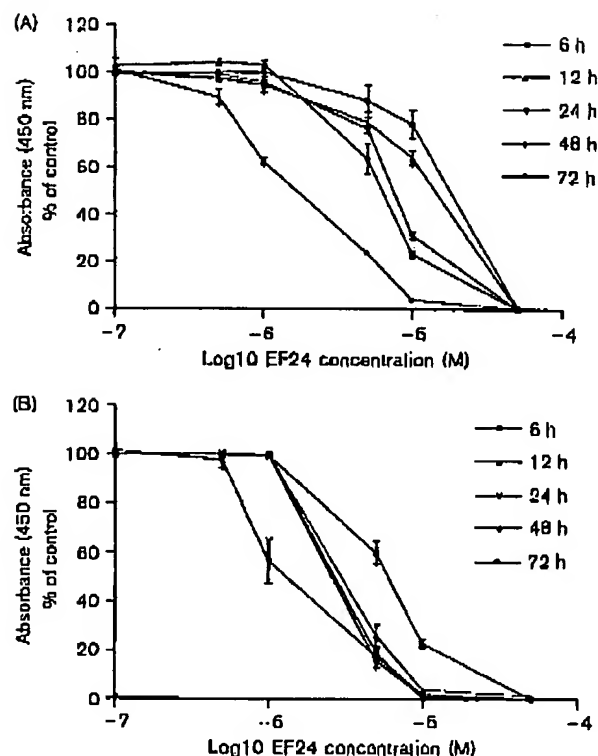 (A)
120
100
80
60
40
20
0
Absorbance (450 nm)
% of control
6 h
12 h
24 h
48 h
72 h
-7
-6
-5
-4
Log10 EF24 concentration (M)
(B)
120
100
80
60
40
20
0
Absorbance (450 nm)
% of control
6 h
12 h
24 h
48 h
72 h
-7
-6
-5
-4
Log10 EF24 concentration (M)